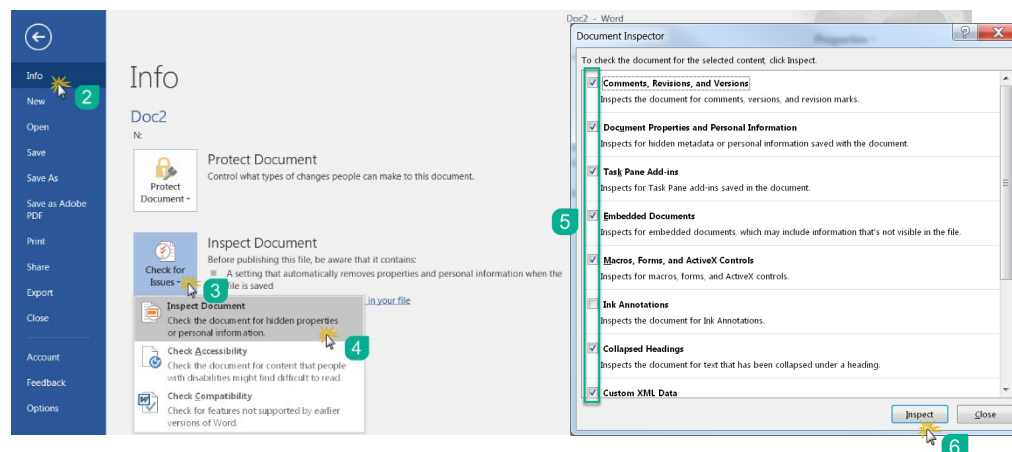 Doc2 - Word
Info
2
New
Open
Save
Save As
Save as Adobe
PDF
Print
Share
Export
Close
Account
Feedback
Options
Info
Doc2
N:
Protect
Document
Protect Document
Control what types of changes people can make to this document.
Check for
Issues
3
Inspect Document
Before publishing this file, be aware that it contains:
A setting that automatically removes properties and personal information when the
file is saved
in your file
Inspect Document
Check the document for hidden properties
or personal information.
4
Check Accessibility
Check the document for content that people
with disabilities might find difficult to read.
Check Compatibility
Check for features not supported by earlier
versions of Word.
Document Inspector
Properties
? X
To check the document for the selected content, click Inspect.
5
Comments, Revisions, and Versions
Inspects the document for comments, versions, and revision marks.
Document Properties and Personal Information
Inspects for hidden metadata or personal information saved with the document.
Task Pane Add-ins
Inspects for Task Pane add-ins saved in the document.
Embedded Documents
Inspects for embedded documents, which may include information that's not visible in the file.
Macros, Forms, and ActiveX Controls
Inspects for macros, forms, and ActiveX controls.
Ink Annotations
Inspects the document for Ink Annotations.
Collapsed Headings
Inspects the document for text that has been collapsed under a heading.
Custom XML Data
Inspect
Close
6